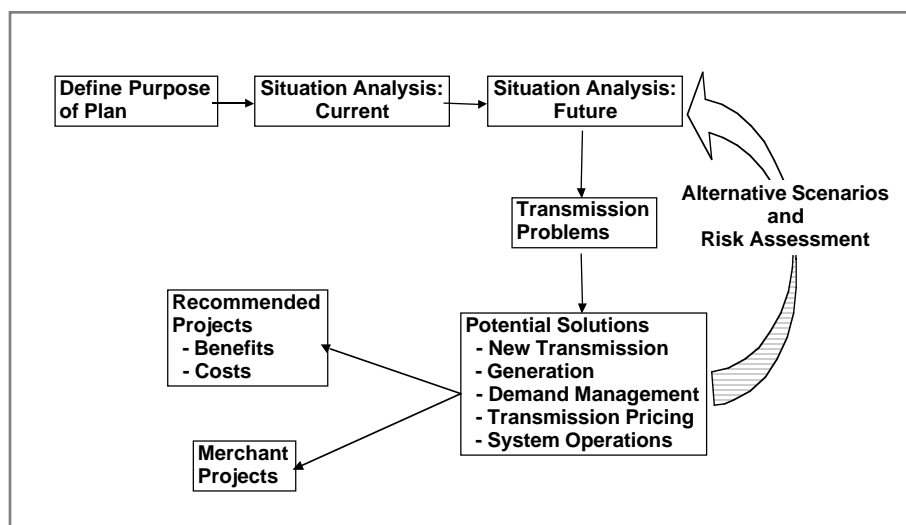 Define Purpose
of Plan
Situation Analysis:
Current
Situation Analysis:
Future
Alternative Scenarios
and
Risk Assessment
Transmission
Problems
Potential Solutions
- New Transmission
- Generation
- Demand Management
- Transmission Pricing
- System Operations
Recommended
Projects
- Benefits
- Costs
Merchant
Projects